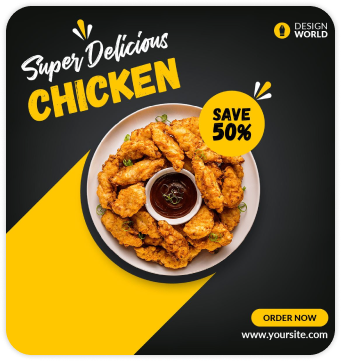 Super Delicious
CHICKEN
DESIGN
WORLD
SAVE
50%
ORDER NOW
www.yoursite.com